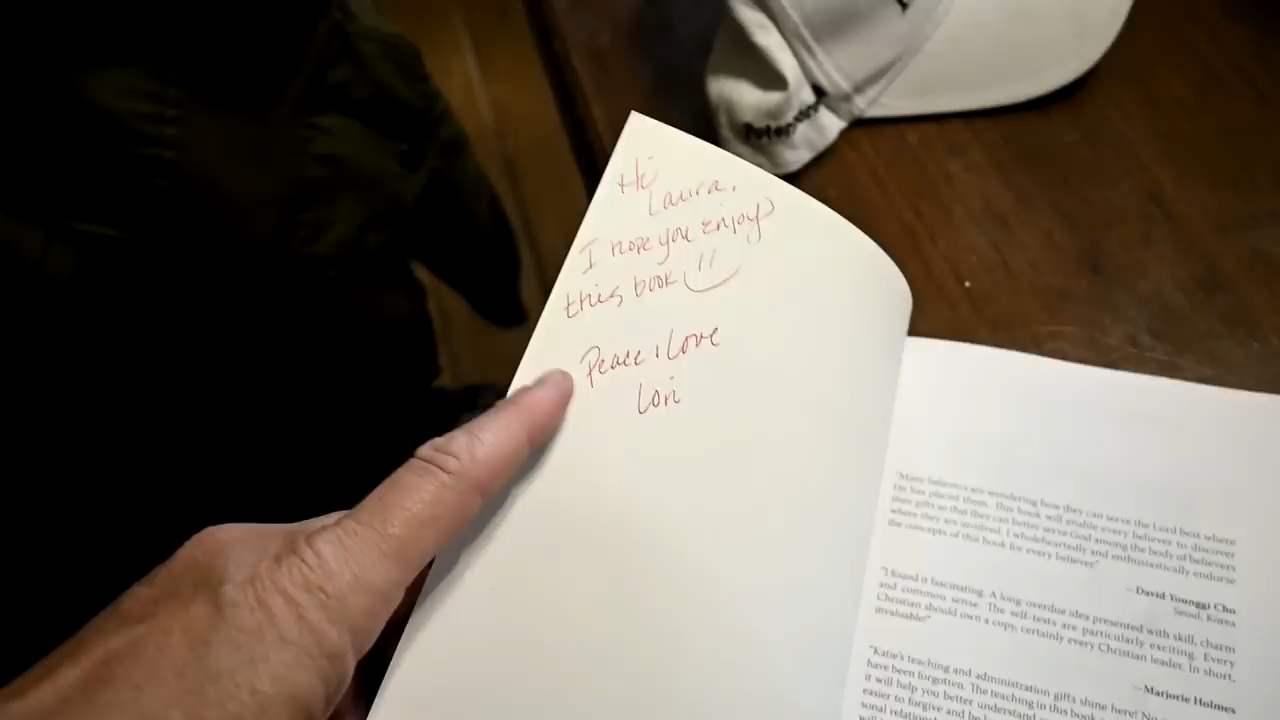 Hi
Laura,
I hope you enjoy
this book
Peace & Love
Lori
"Many believers are wondering how they can serve the Lord best where
He has placed them. This book will enable every believer to discover
their gifts so that they can better serve God among the body of believers
where they are involved. I wholeheartedly and enthusiastically endorse
the concepts of this book for every believer."
—David Yonggi Cho
Seoul, Korea
"I found it fascinating. A long-overdue idea presented with skill, charm
and common sense. The self-tests are particularly exciting. Every
Christian should own a copy, certainly every Christian leader. In short,
invaluable!"
—Marjorie Holmes
"Katie's teaching and administration gifts shine here! No
have been forgotten. The teaching in this book
it will help you better understand
easier to forgive and be
sonal relations